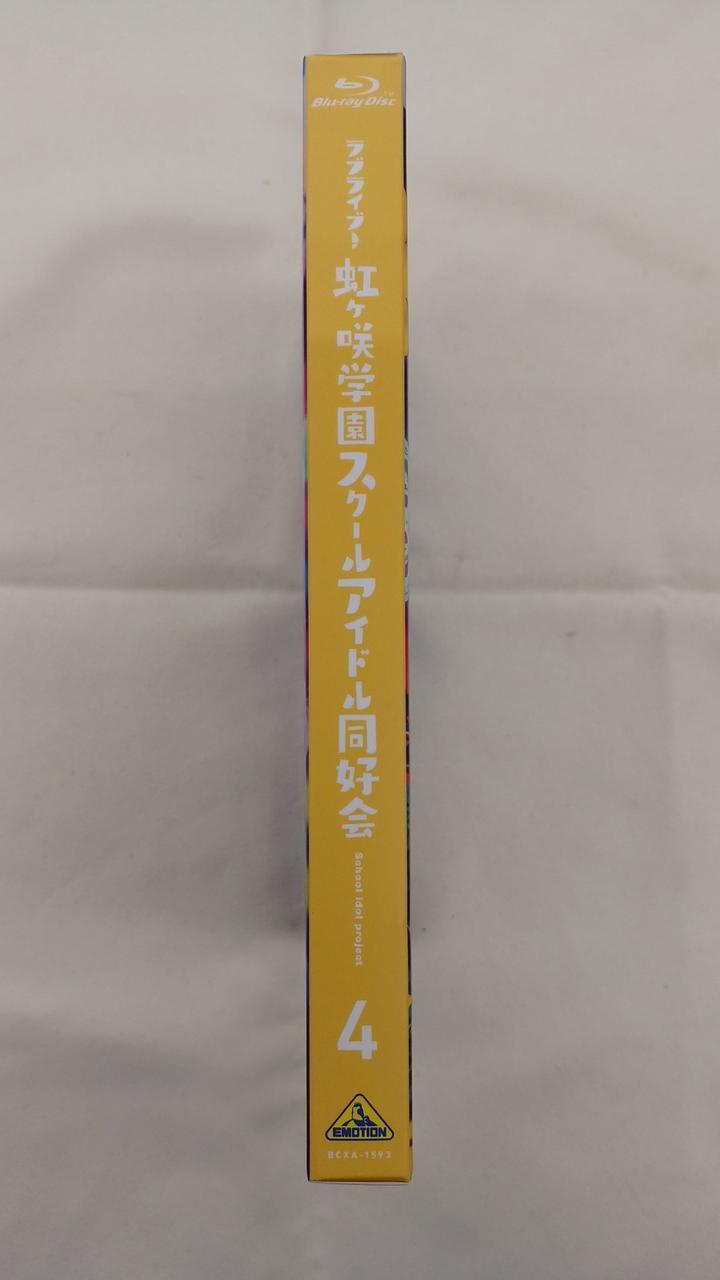 Blu-ray Disc™
ラブライブ！
虹ヶ咲学園スクールアイドル同好会
School idol project
4
EMOTION
BCXA-1593